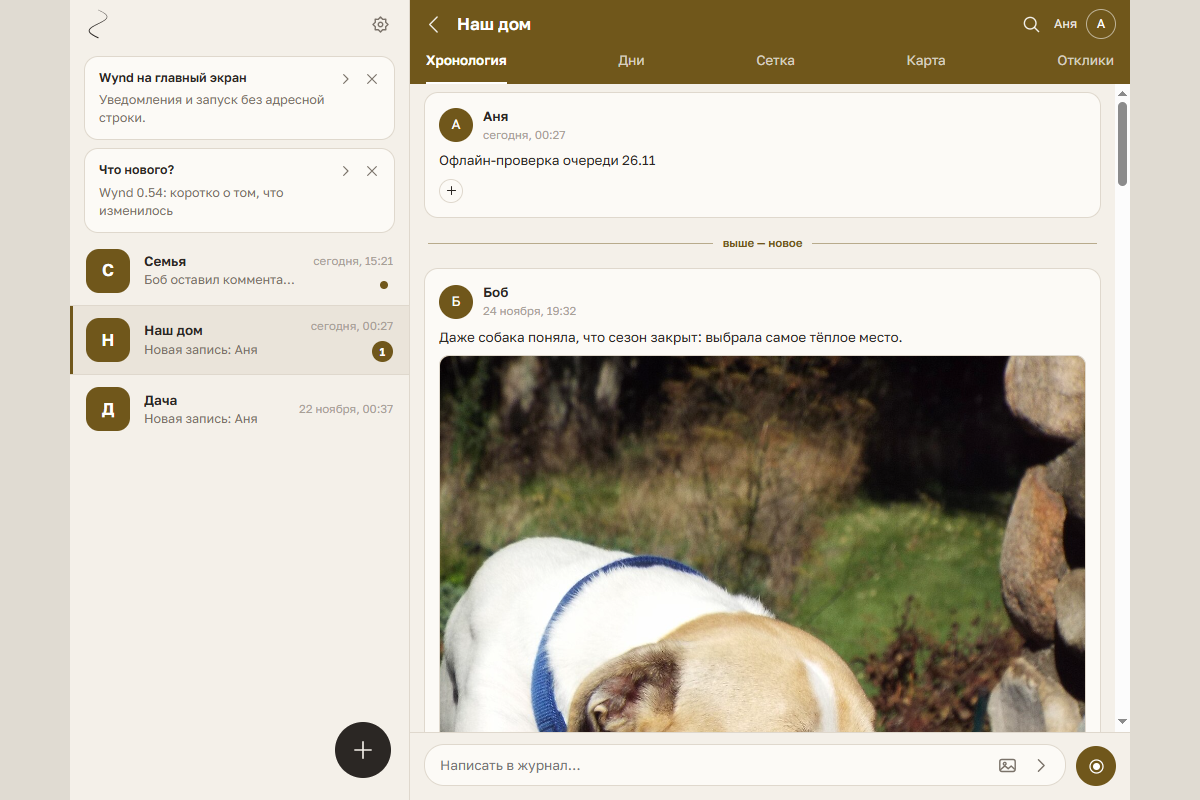 Wynd на главный экран
Уведомления и запуск без адресной
строки.
Что нового?
Wynd 0.54: коротко о том, что
изменилось
С
Семья
сегодня, 15:21
Боб оставил коммента...
Н
Наш дом
сегодня, 00:27
Новая запись: Аня
1
Д
Дача
22 ноября, 00:37
Новая запись: Аня
Наш дом
Аня
А
Хронология
Дни
Сетка
Карта
Отклики
А
Аня
сегодня, 00:27
Офлайн-проверка очереди 26.11
выше — новое
Б
Боб
24 ноября, 19:32
Даже собака поняла, что сезон закрыт: выбрала самое тёплое место.
Написать в журнал...